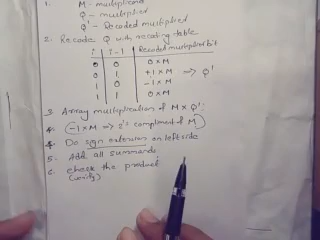 1. M - multiplicand
Q - multiplier
Q' - Recoded multiplier
2. Recode Q with recoding table
i i-1 Recoded multiplier bit
0 0 0 x M
0 1 +1 x M => Q'
1 0 -1 x M
1 1 0 x M
3. Array multiplication of M x Q'.
(-1 x M => 2's compliment of M)
4. Do sign extension on left side
5. Add all summands
6. check the product
(verify)